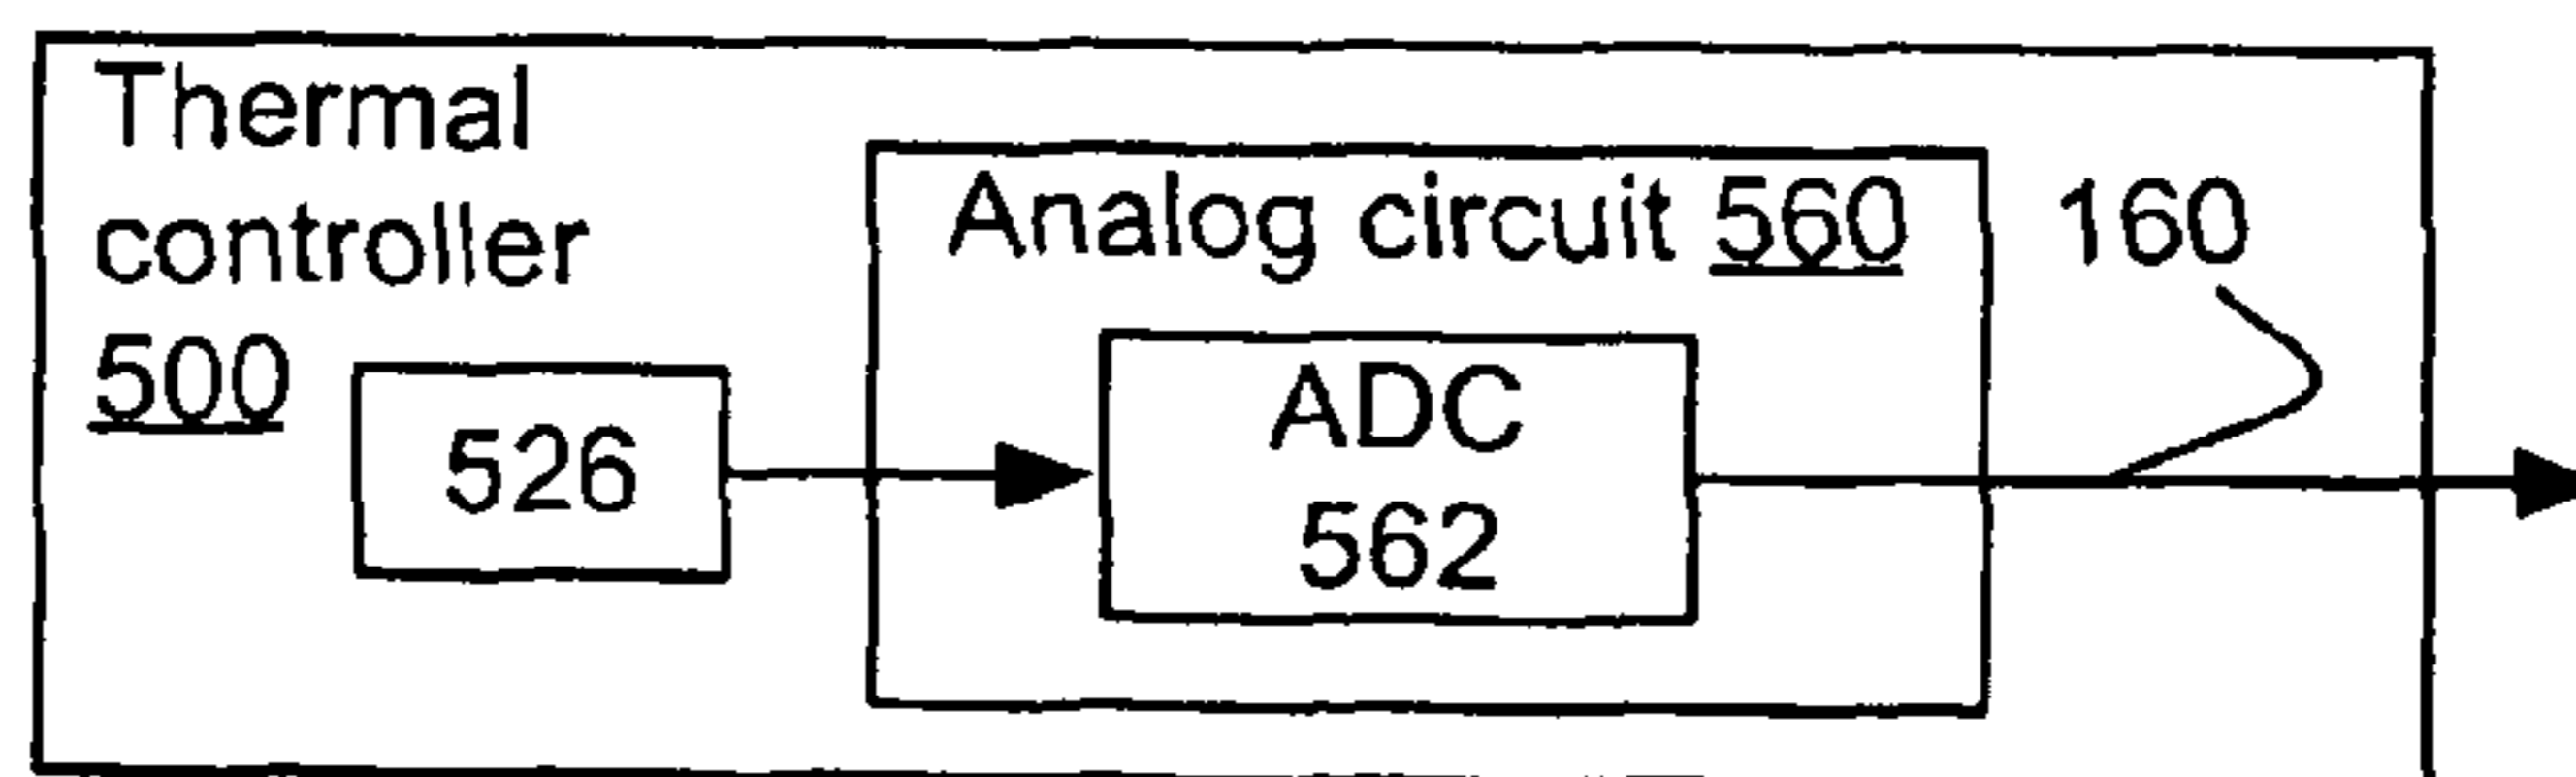 Thermal
controller
500
526
Analog circuit 560
ADC
562
160